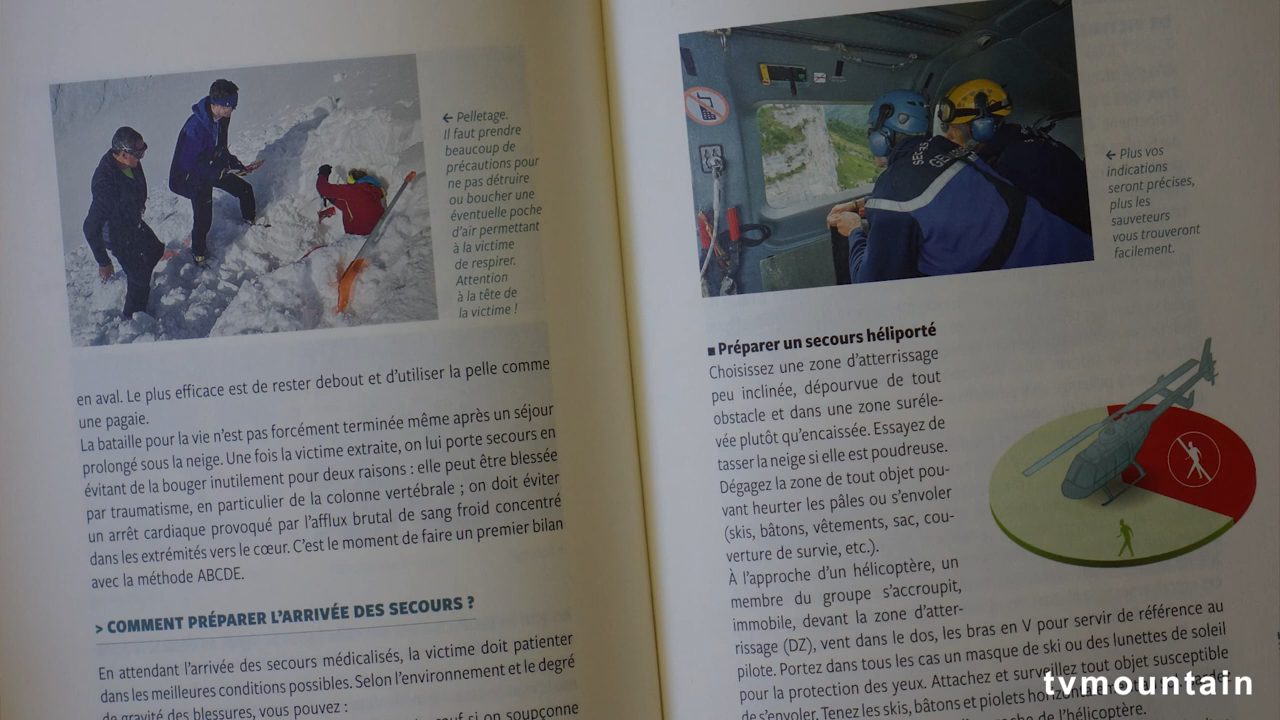 ← Pelletage.
Il faut prendre
beaucoup de
précautions pour
ne pas détruire
ou boucher une
éventuelle poche
d'air permettant
à la victime
de respirer.
Attention
à la tête de
la victime !
en aval. Le plus efficace est de rester debout et d'utiliser la pelle comme
une pagaie.
La bataille pour la vie n'est pas forcément terminée même après un séjour
prolongé sous la neige. Une fois la victime extraite, on lui porte secours en
évitant de la bouger inutilement pour deux raisons : elle peut être blessée
par traumatisme, en particulier de la colonne vertébrale ; on doit éviter
un arrêt cardiaque provoqué par l'afflux brutal de sang froid concentré
dans les extrémités vers le cœur. C'est le moment de faire un premier bilan
avec la méthode ABCDE.
> COMMENT PRÉPARER L'ARRIVÉE DES SECOURS ?
En attendant l'arrivée des secours médicalisés, la victime doit patienter
dans les meilleures conditions possibles. Selon l'environnement et le degré
de gravité des blessures, vous pouvez :
sauf si on soupçonne
← Plus vos
indications
seront précises,
plus les
sauveteurs
vous trouveront
facilement.
■ Préparer un secours héliporté
Choisissez une zone d'atterrissage
peu inclinée, dépourvue de tout
obstacle et dans une zone suréle-
vée plutôt qu'encaissée. Essayez de
tasser la neige si elle est poudreuse.
Dégagez la zone de tout objet pou-
vant heurter les pâles ou s'envoler
(skis, bâtons, vêtements, sac, cou-
verture de survie, etc.).
À l'approche d'un hélicoptère, un
membre du groupe s'accroupit,
immobile, devant la zone d'atter-
rissage (DZ), vent dans le dos, les bras en V pour servir de référence au
pilote. Portez dans tous les cas un masque de ski ou des lunettes de soleil
pour la protection des yeux. Attachez et surveillez tout objet susceptible
de s'envoler. Tenez les skis, bâtons et piolets
de l'hélicoptère.
tvmountain